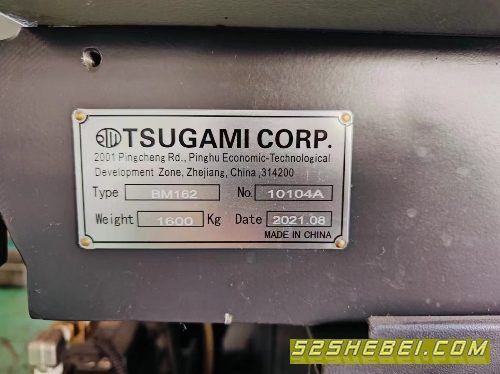 TSUGAMI CORP.
2001 Pingcheng Rd., Pinghu Economic-Technological
Development Zone, Zhejiang, China ,314200
Type BM162 No. 10104A
Weight 1600 Kg Date 2021.08
MADE IN CHINA
52SHEBEI.COM